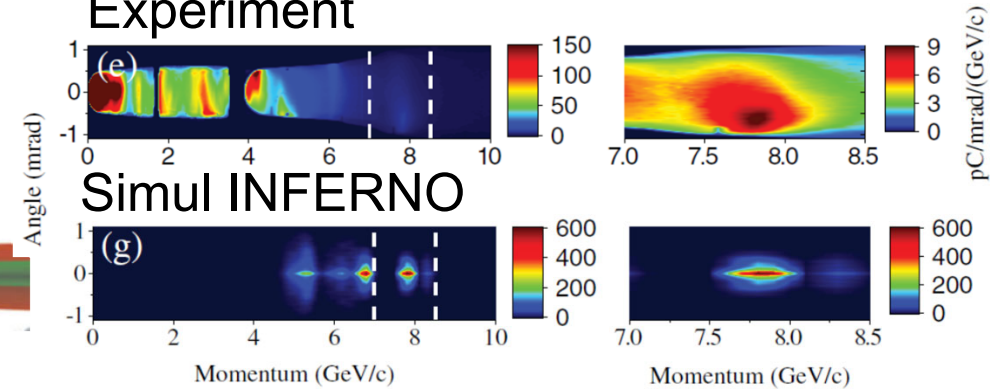 Experiment
Angle (mrad)
(e)
1
0
-1
0 2 4 6 8 10
150
100
50
0
7.0 7.5 8.0 8.5
9
6
3
0
pC/mrad/(GeV/c)
Simul INFERNO
(g)
1
0
-1
0 2 4 6 8 10
Momentum (GeV/c)
600
400
200
0
7.0 7.5 8.0 8.5
Momentum (GeV/c)
600
400
200
0